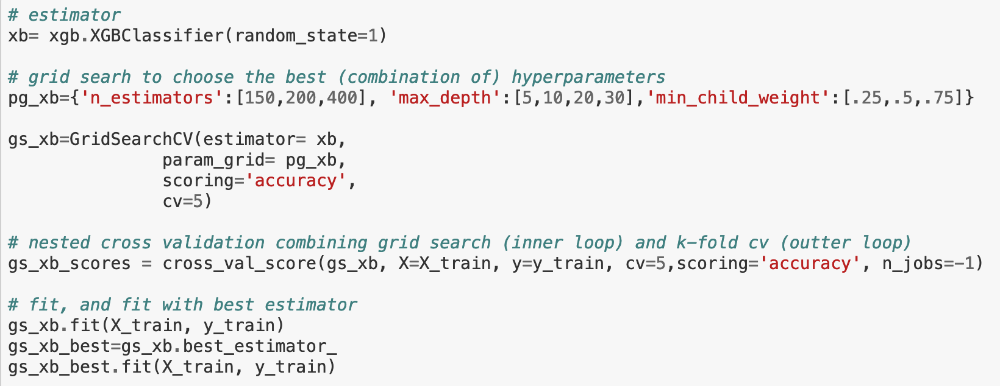 # estimator
xb= xgb.XGBClassifier(random_state=1)
# grid searh to choose the best (combination of) hyperparameters
pg_xb={'n_estimators':[150,200,400], 'max_depth':[5,10,20,30],'min_child_weight':[.25,.5,.75]}
gs_xb=GridSearchCV(estimator= xb,
param_grid= pg_xb,
scoring='accuracy',
cv=5)
# nested cross validation combining grid search (inner loop) and k-fold cv (outter loop)
gs_xb_scores = cross_val_score(gs_xb, X=X_train, y=y_train, cv=5,scoring='accuracy', n_jobs=-1)
# fit, and fit with best estimator
gs_xb.fit(X_train, y_train)
gs_xb_best=gs_xb.best_estimator_
gs_xb_best.fit(X_train, y_train)